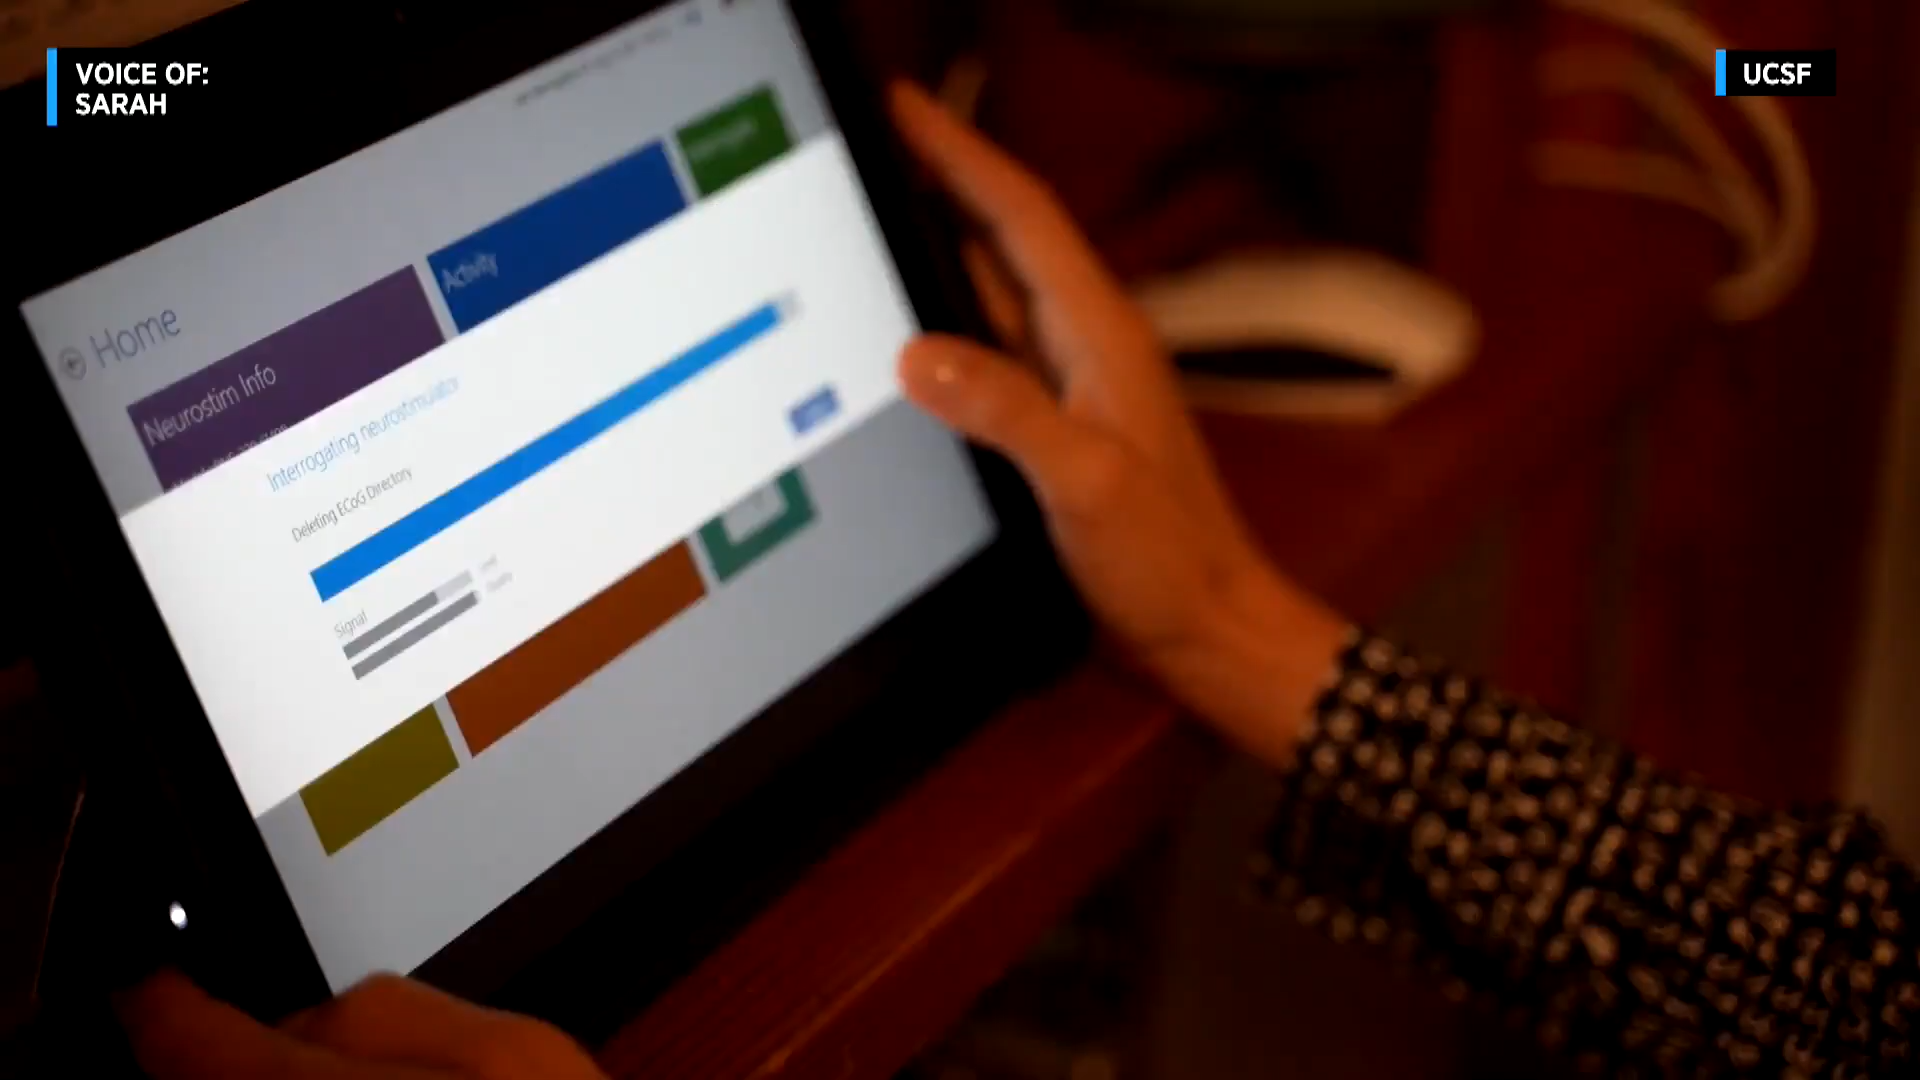 VOICE OF:
SARAH
UCSF
Home
Activity
Neurostim Info
Interrogating neurostimulator
Deleting ECoG Directory
Signal